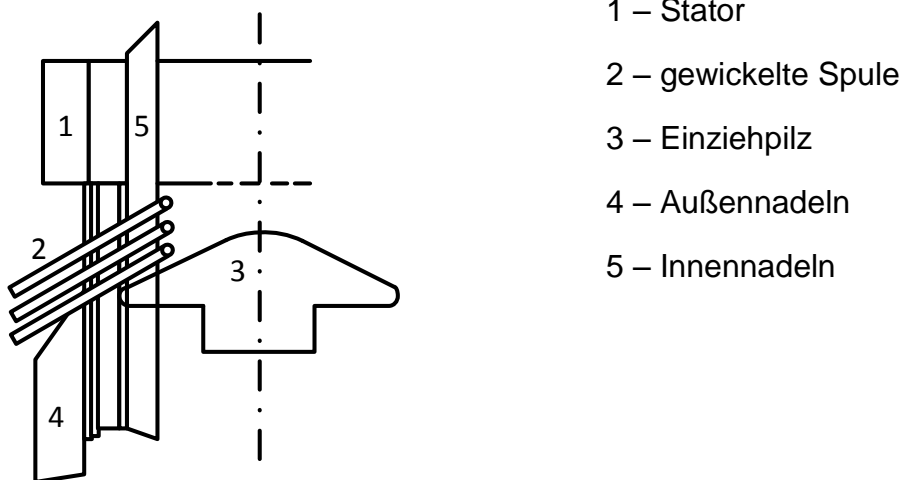 1 – Stator
2 – gewickelte Spule
3 – Einziehpilz
4 – Außennadeln
5 – Innennadeln
1
5
2
3
4